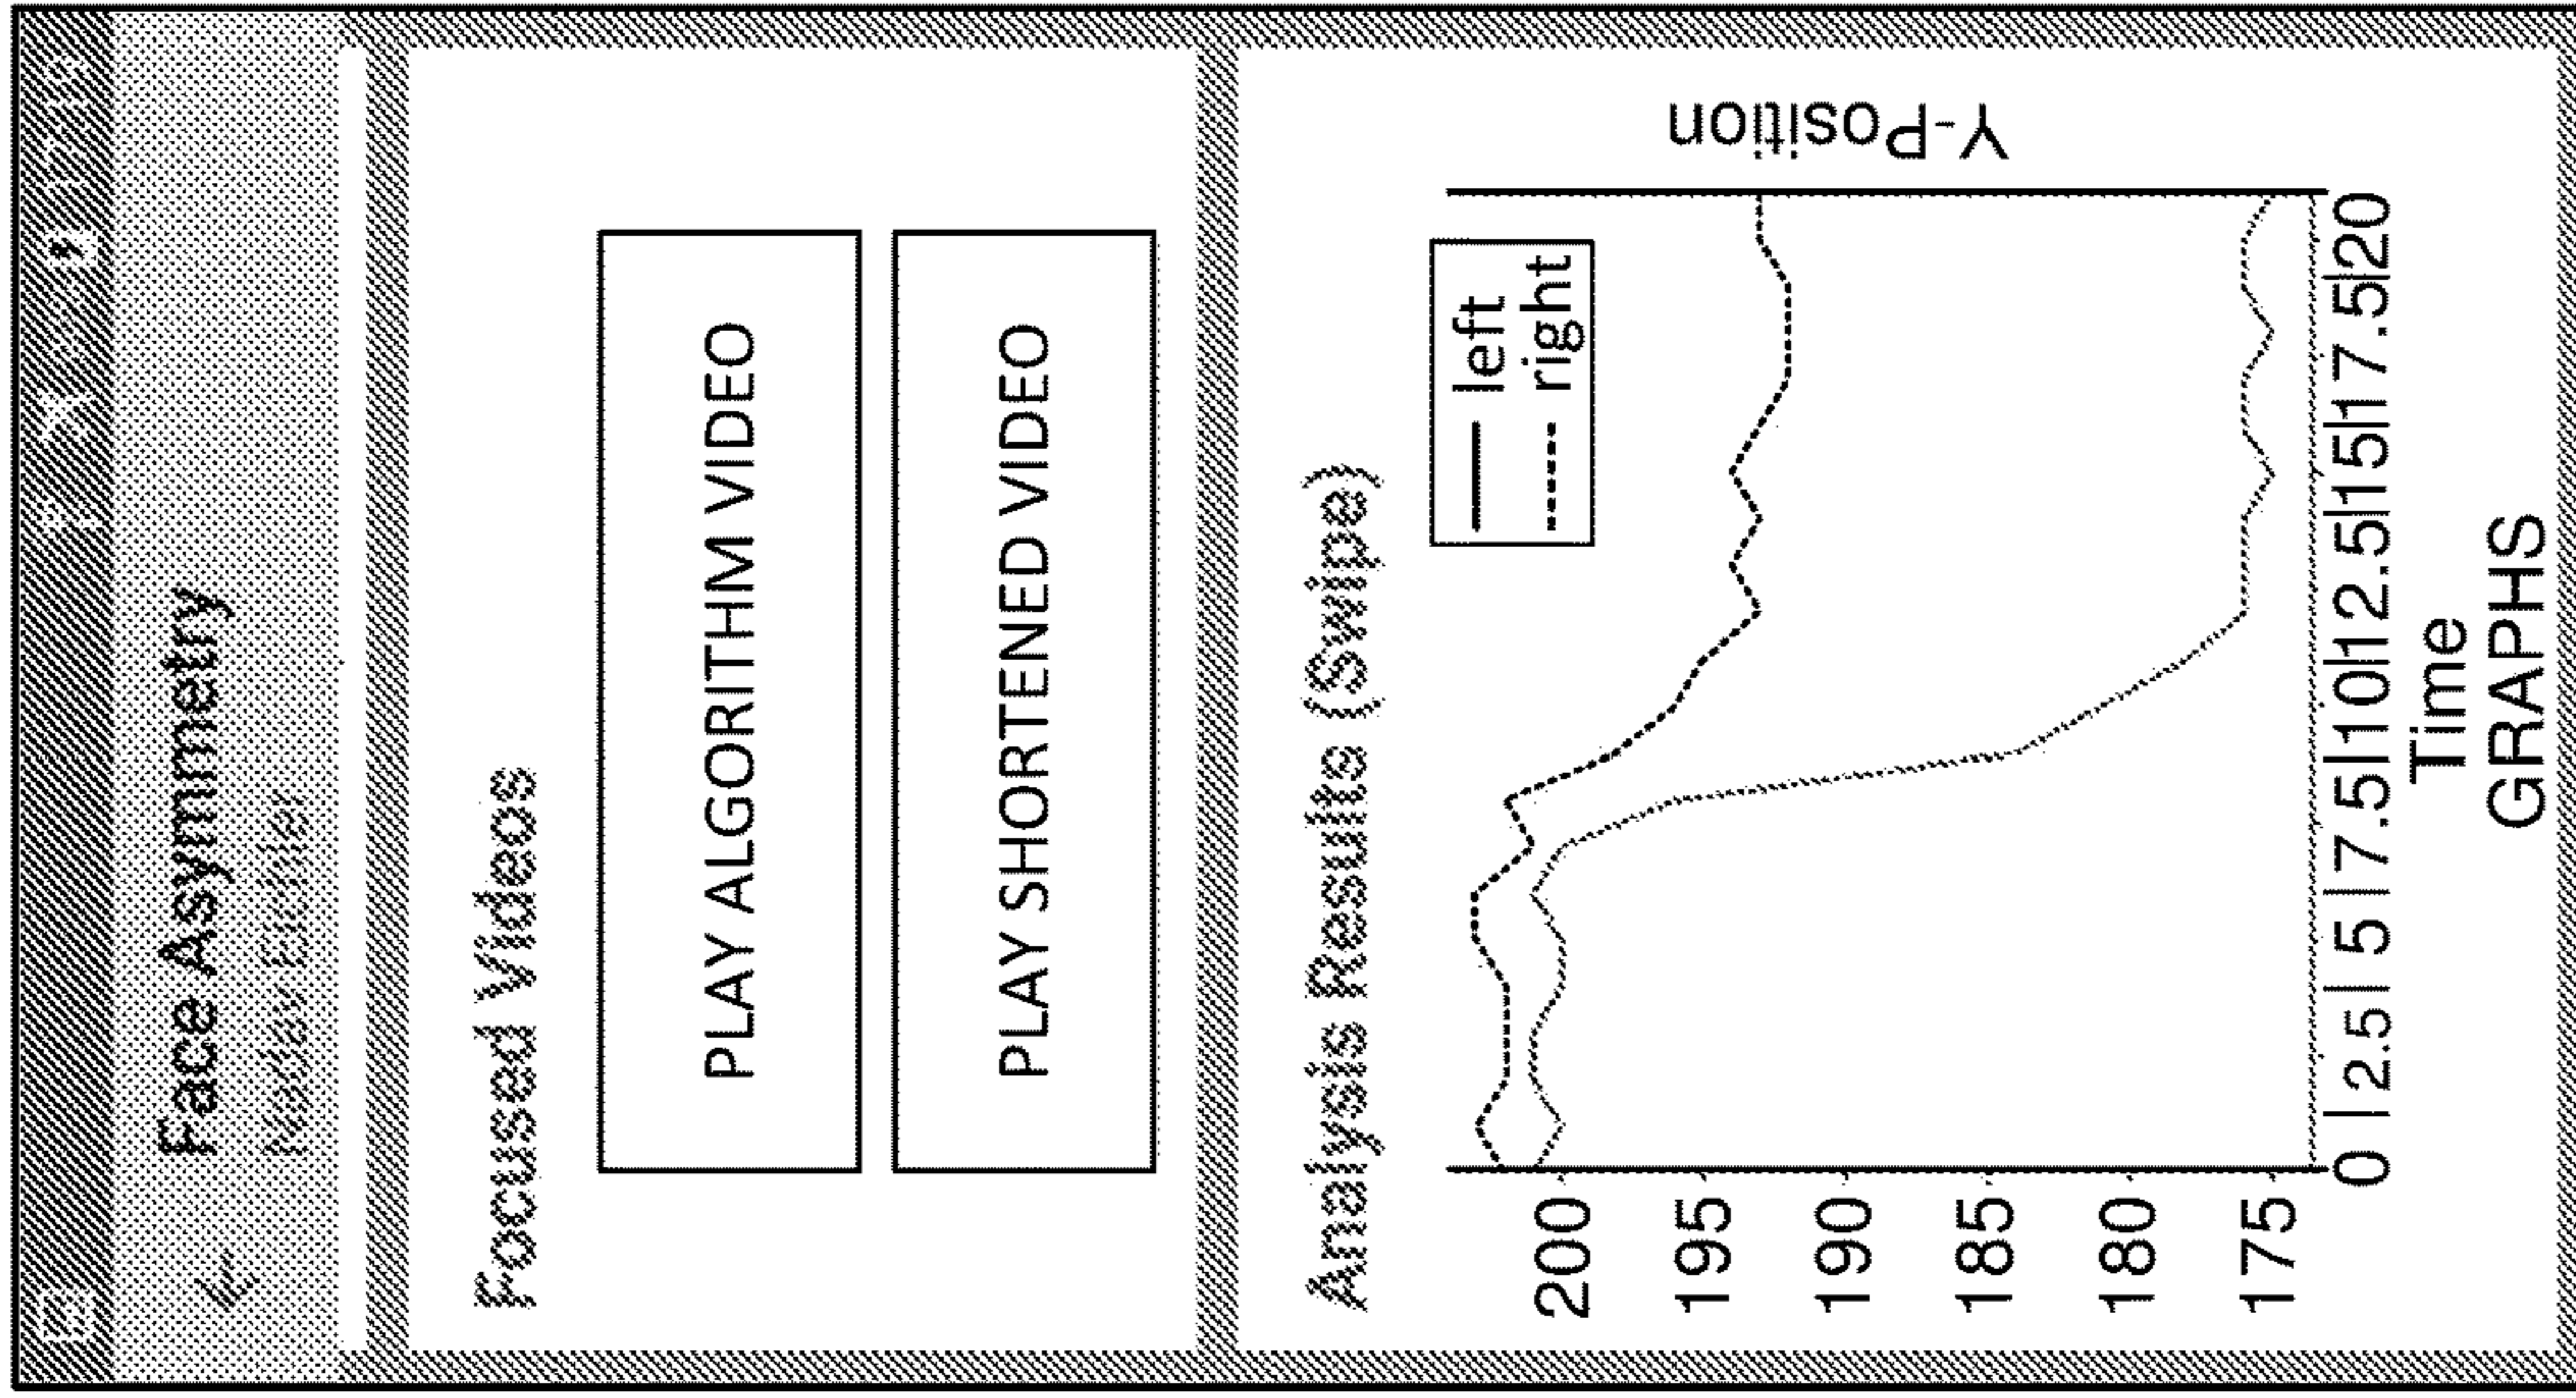 Face Asymmetry
Focused Videos
PLAY ALGORITHM VIDEO
PLAY SHORTENED VIDEO
Analysis Results (Swipe)
left
right
200
195
190
185
180
175
Y-Position
0|2.5|5|7.5|10|12.5|15|17.5|20
Time
GRAPHS